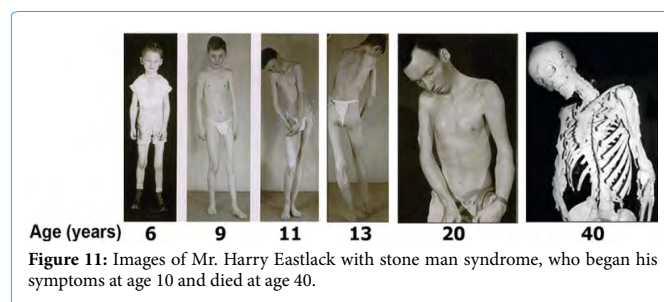 Age (years) 6 9 11 13 20 40
Figure 11: Images of Mr. Harry Eastlack with stone man syndrome, who began his
symptoms at age 10 and died at age 40.